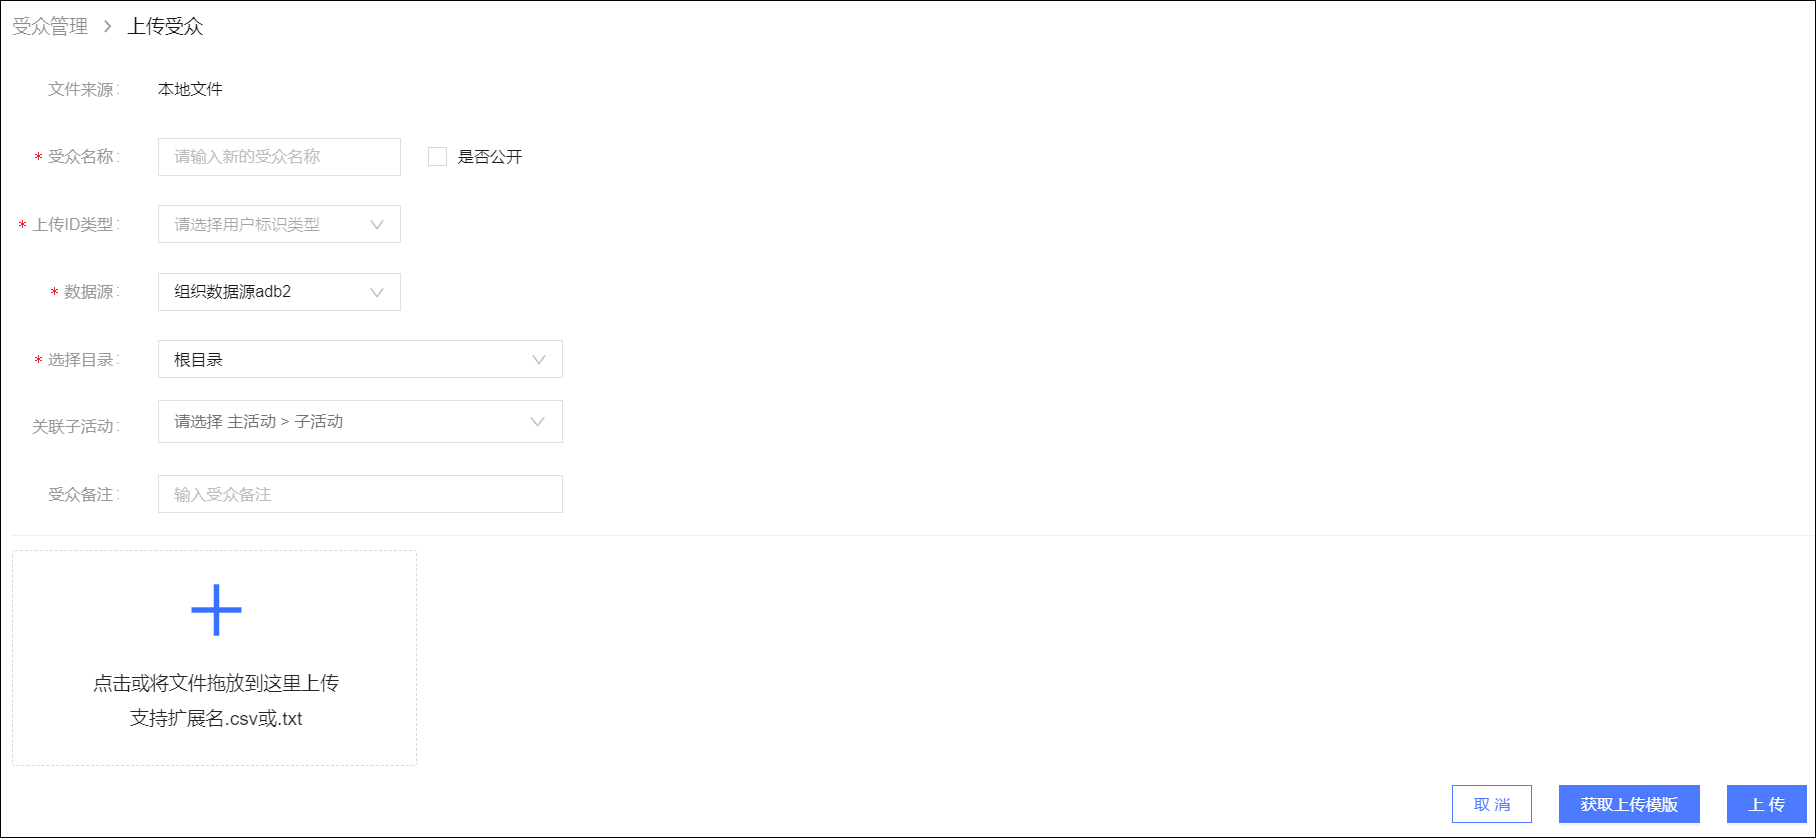 受众管理 > 上传受众
文件来源: 本地文件
* 受众名称: 请输入新的受众名称 是否公开
* 上传ID类型: 请选择用户标识类型
* 数据源: 组织数据源adb2
* 选择目录: 根目录
关联子活动: 请选择 主活动 > 子活动
受众备注: 输入受众备注
点击或将文件拖放到这里上传
支持扩展名.csv或.txt
取 消 获取上传模版 上 传